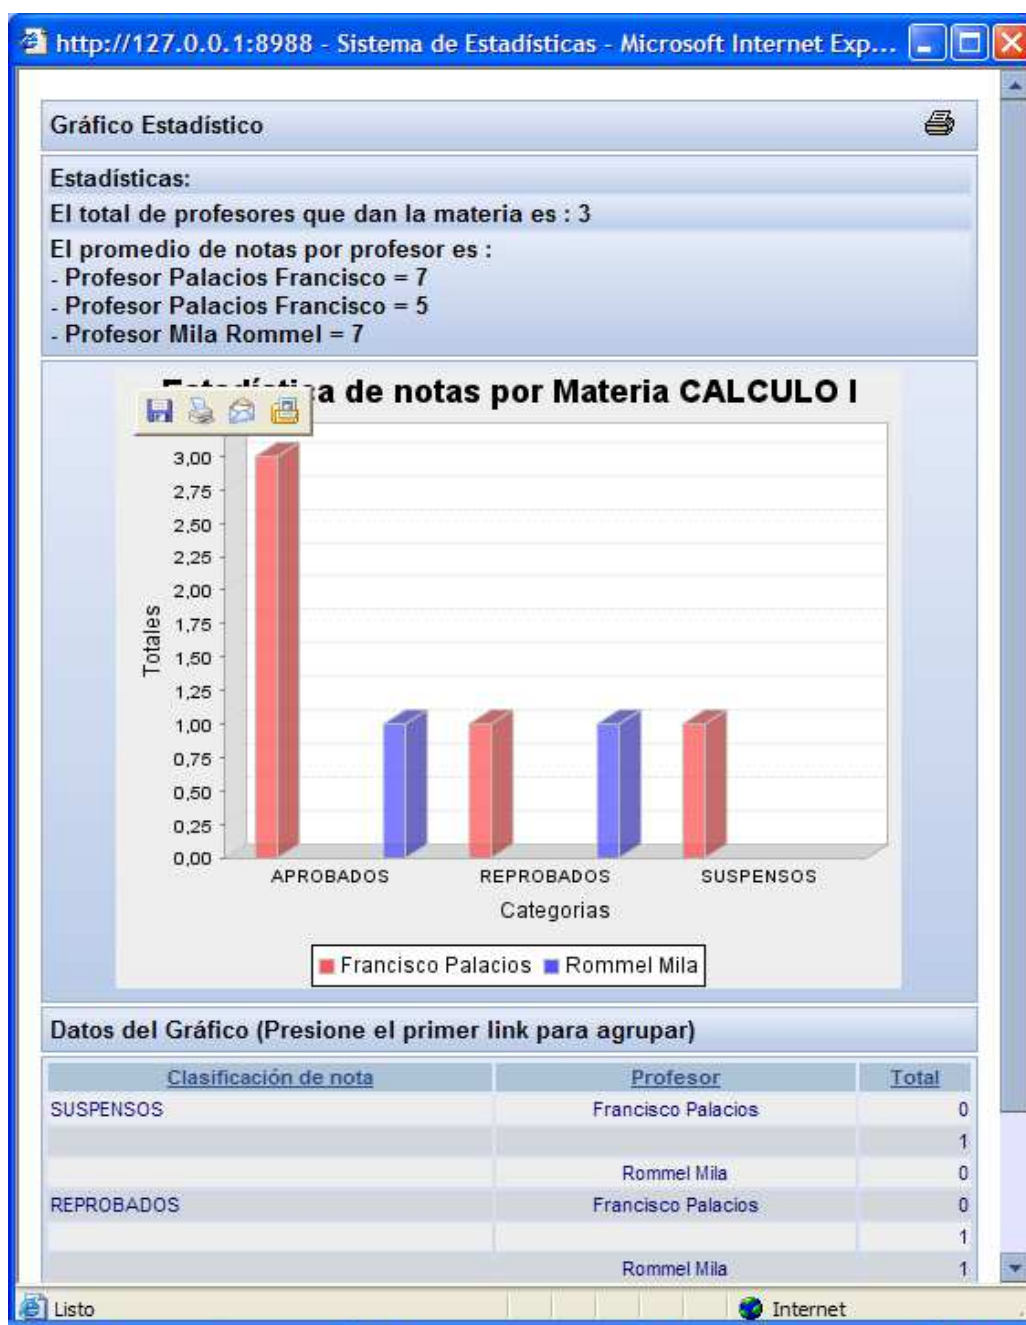 http://127.0.0.1:8988 - Sistema de Estadísticas - Microsoft Internet Exp...
Gráfico Estadístico
Estadísticas:
El total de profesores que dan la materia es : 3
El promedio de notas por profesor es :
- Profesor Palacios Francisco = 7
- Profesor Palacios Francisco = 5
- Profesor Mila Rommel = 7
Estadística de notas por Materia CALCULO I
3,00
2,75
2,50
2,25
2,00
1,75
1,50
1,25
1,00
0,75
0,50
0,25
0,00
Totales
APROBADOS REPROBADOS SUSPENSOS
Categorias
Francisco Palacios Rommel Mila
Datos del Gráfico (Presione el primer link para agrupar)
Clasificación de nota Profesor Total
SUSPENSOS Francisco Palacios 0
1
Rommel Mila 0
REPROBADOS Francisco Palacios 0
1
Rommel Mila 1
Listo Internet